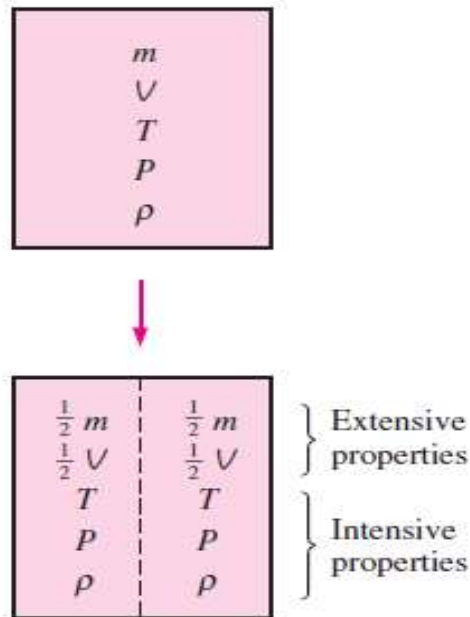 m
V
T
P
ρ
1/2 m 1/2 m
1/2 V 1/2 V
T T
P P
ρ ρ
Extensive
properties
Intensive
properties